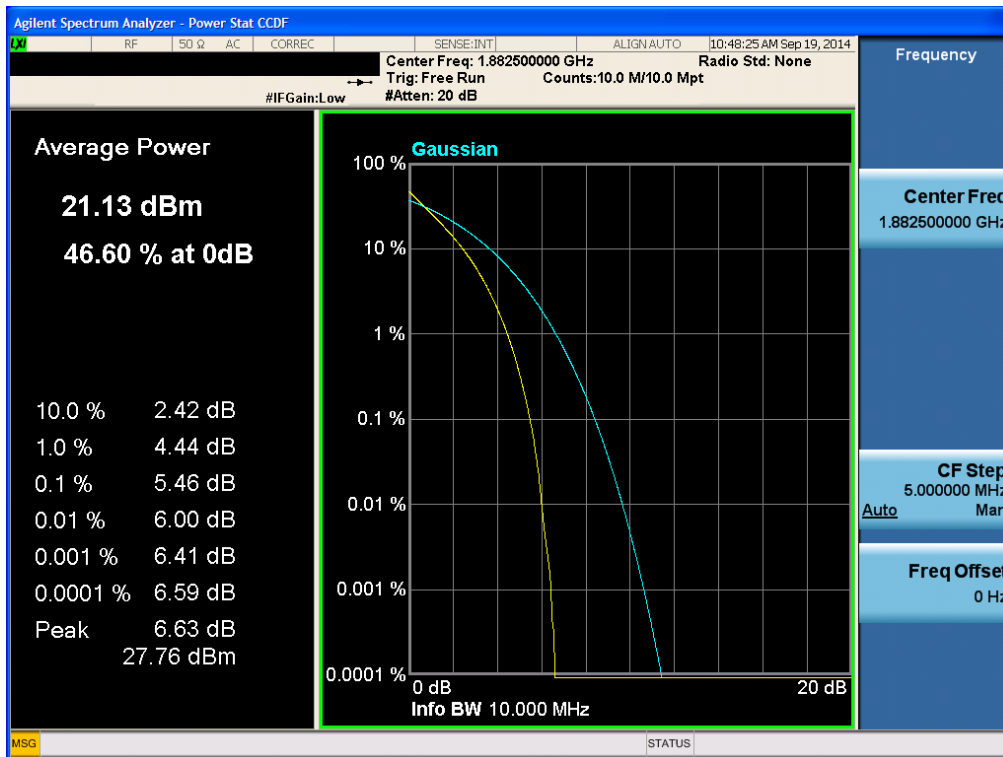 Agilent Spectrum Analyzer - Power Stat CCDF
LXI RF 50 Ω AC CORREC SENSE:INT ALIGN AUTO 10:48:25 AM Sep 19, 2014
Center Freq: 1.882500000 GHz Radio Std: None
Trig: Free Run Counts:10.0 M/10.0 Mpt
#IFGain:Low #Atten: 20 dB
Frequency
Average Power
21.13 dBm
46.60 % at 0dB
10.0 % 2.42 dB
1.0 % 4.44 dB
0.1 % 5.46 dB
0.01 % 6.00 dB
0.001 % 6.41 dB
0.0001 % 6.59 dB
Peak 6.63 dB
27.76 dBm
Gaussian
100 %
10 %
1 %
0.1 %
0.01 %
0.001 %
0.0001 %
0 dB 20 dB
Info BW 10.000 MHz
Center Freq
1.882500000 GHz
CF Step
5.000000 MHz
Auto Man
Freq Offset
0 Hz
MSG STATUS